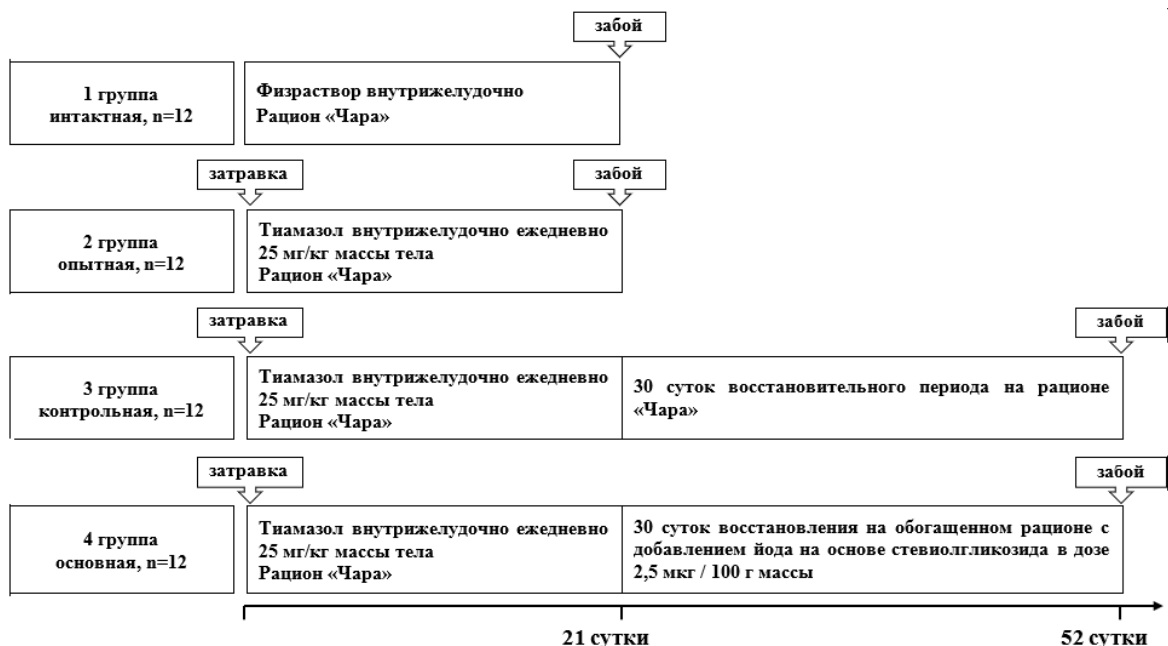 забой
1 группа
интактная, n=12
Физраствор внутрижелудочно
Рацион «Чара»
затравка
забой
2 группа
опытная, n=12
Тиамазол внутрижелудочно ежедневно
25 мг/кг массы тела
Рацион «Чара»
затравка
забой
3 группа
контрольная, n=12
Тиамазол внутрижелудочно ежедневно
25 мг/кг массы тела
Рацион «Чара»
30 суток восстановительного периода на рационе
«Чара»
затравка
забой
4 группа
основная, n=12
Тиамазол внутрижелудочно ежедневно
25 мг/кг массы тела
Рацион «Чара»
30 суток восстановления на обогащенном рационе с
добавлением йода на основе стевиолгликозида в дозе
2,5 мкг / 100 г массы
21 сутки
52 сутки